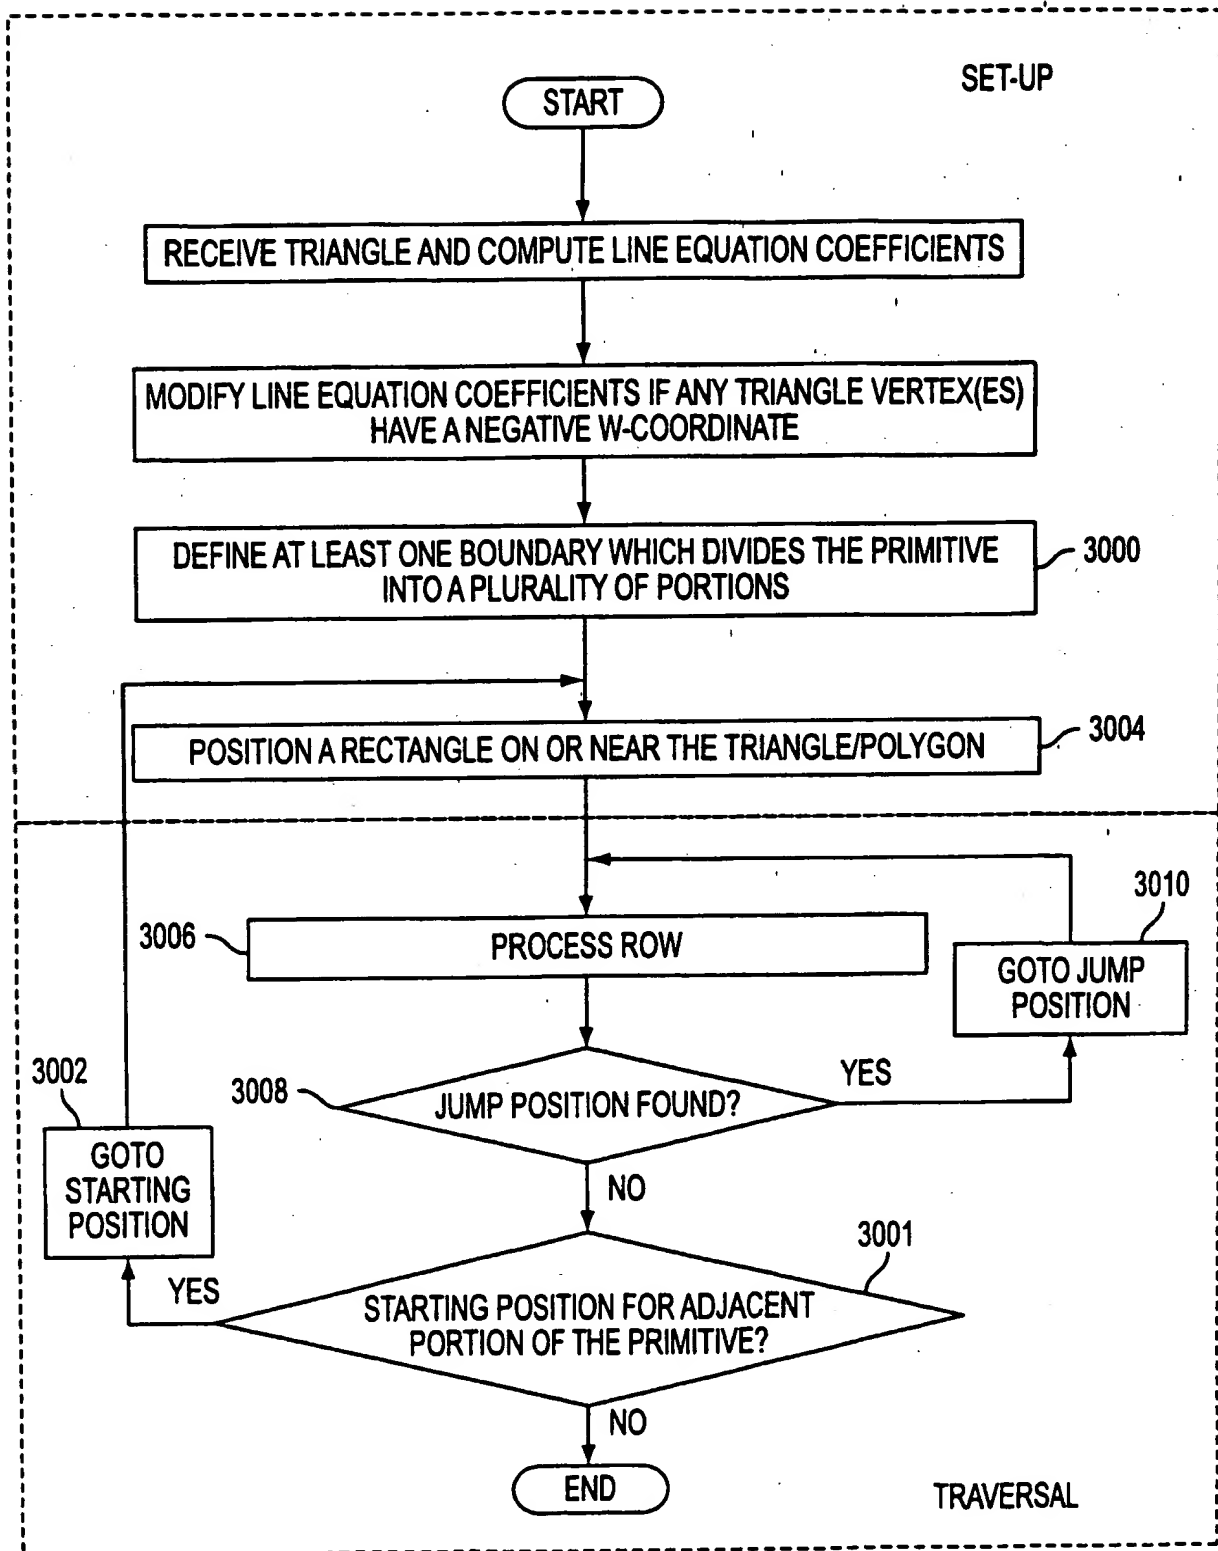 SET-UP
START
RECEIVE TRIANGLE AND COMPUTE LINE EQUATION COEFFICIENTS
MODIFY LINE EQUATION COEFFICIENTS IF ANY TRIANGLE VERTEX(ES)
HAVE A NEGATIVE W-COORDINATE
DEFINE AT LEAST ONE BOUNDARY WHICH DIVIDES THE PRIMITIVE
INTO A PLURALITY OF PORTIONS
3000
POSITION A RECTANGLE ON OR NEAR THE TRIANGLE/POLYGON
3004
3006
PROCESS ROW
3010
GOTO JUMP
POSITION
3008
JUMP POSITION FOUND?
YES
NO
3002
GOTO
STARTING
POSITION
YES
3001
STARTING POSITION FOR ADJACENT
PORTION OF THE PRIMITIVE?
NO
END
TRAVERSAL